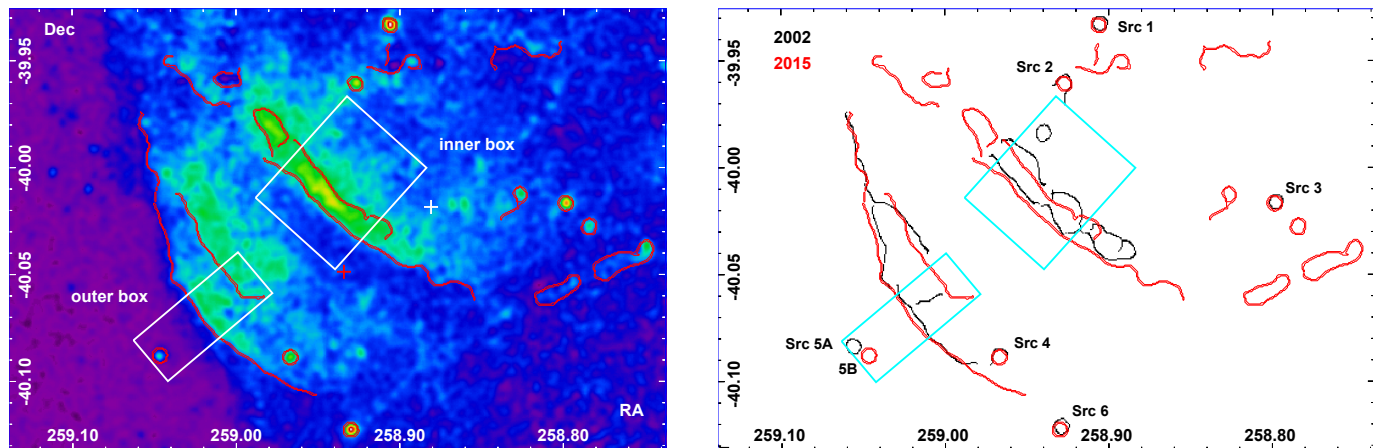 Dec
-39.95
-40.00
-40.05
-40.10
inner box
outer box
RA
259.10 259.00 258.90 258.80
2002
2015
Src 1
Src 2
Src 3
Src 4
Src 5A
5B
Src 6
-39.95
-40.00
-40.05
-40.10
259.10 259.00 258.90 258.80